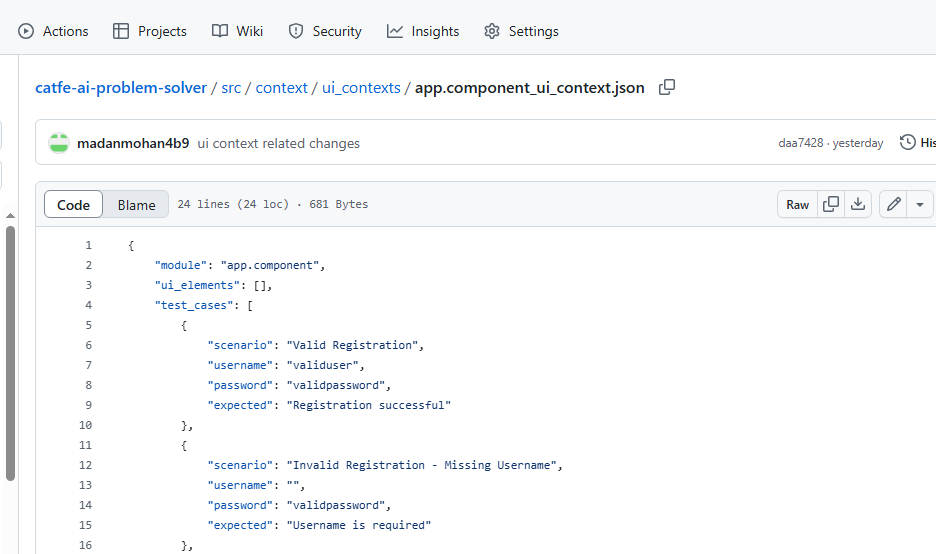 Actions Projects Wiki Security Insights Settings
catfe-ai-problem-solver / src / context / ui_contexts / app.component_ui_context.json
madanmohan4b9 ui context related changes daa7428 · yesterday His
Code Blame 24 lines (24 loc) · 681 Bytes Raw
1 {
2 "module": "app.component",
3 "ui_elements": [],
4 "test_cases": [
5 {
6 "scenario": "Valid Registration",
7 "username": "validuser",
8 "password": "validpassword",
9 "expected": "Registration successful"
10 },
11 {
12 "scenario": "Invalid Registration - Missing Username",
13 "username": "",
14 "password": "validpassword",
15 "expected": "Username is required"
16 },